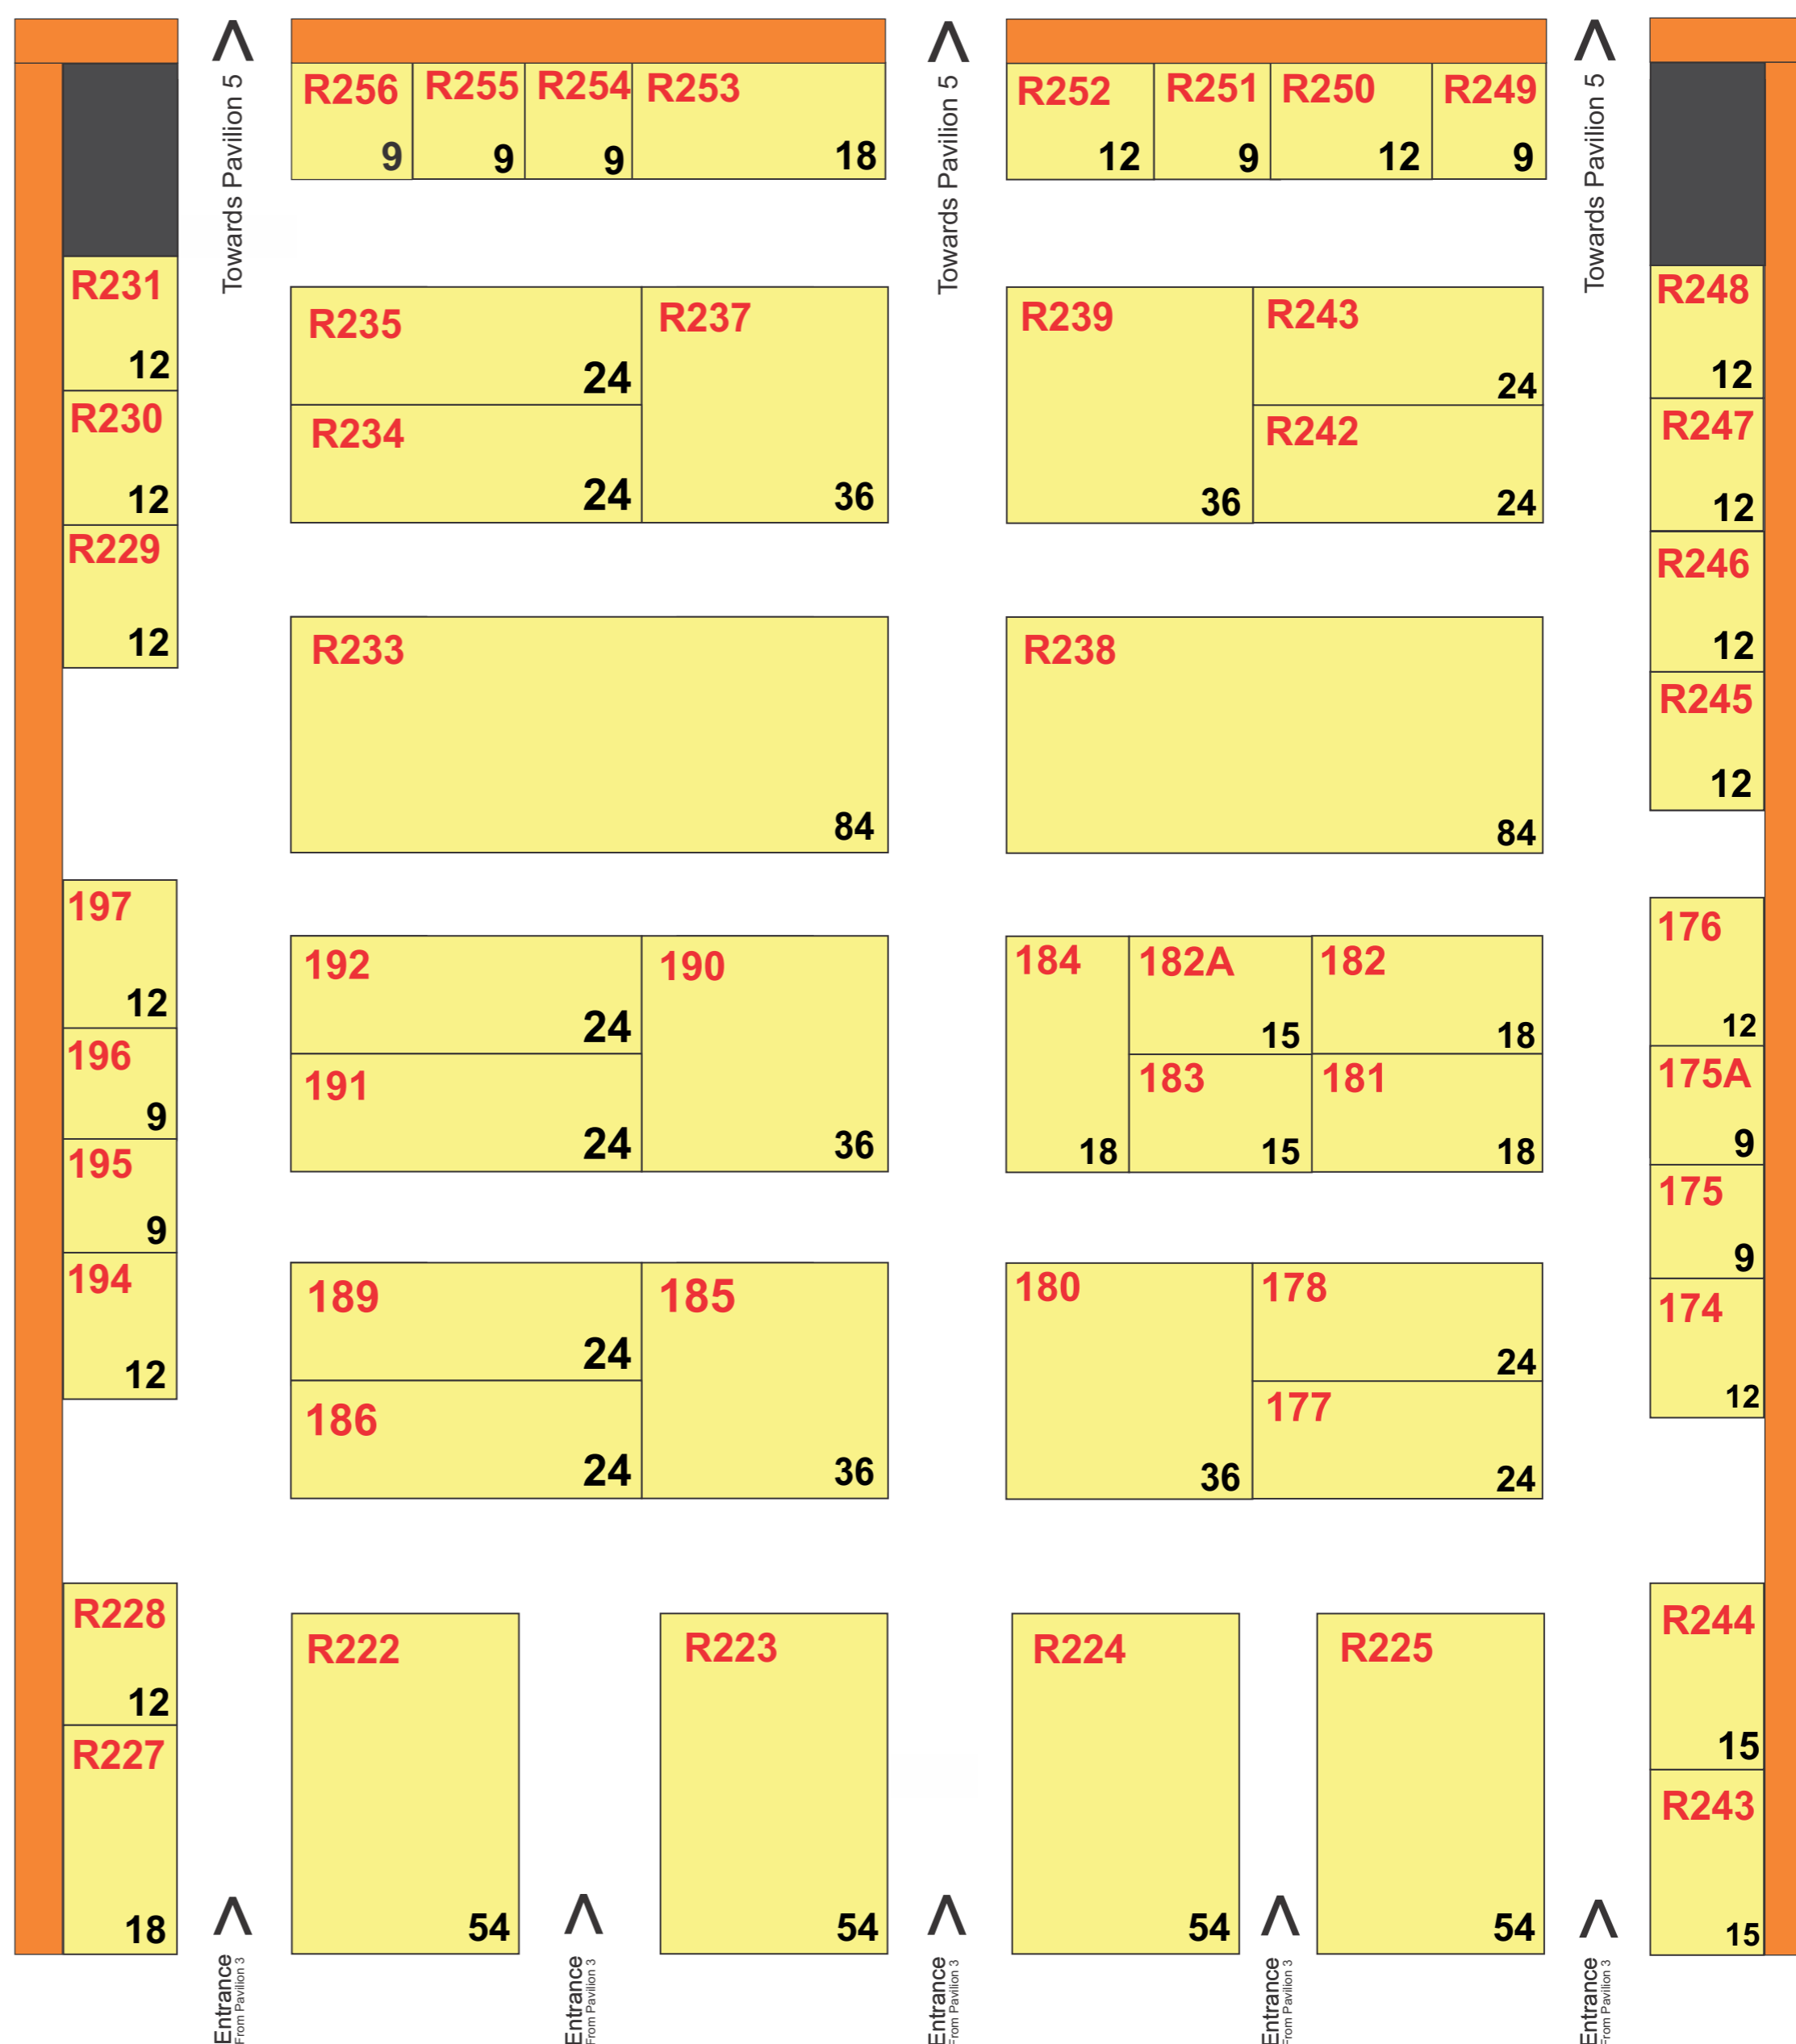 Towards Pavilion 5
Towards Pavilion 5
Towards Pavilion 5
R256
9
R255
9
R254
9
R253
18
R252
12
R251
9
R250
12
R249
9
R231
12
R230
12
R229
12
R235
24
R234
24
R237
36
R239
36
R243
24
R242
24
R248
12
R247
12
R246
12
R245
12
R233
84
R238
84
197
12
196
9
195
9
194
12
192
24
191
24
190
36
184
18
182A
15
182
18
183
15
181
18
176
12
175A
9
175
9
174
12
189
24
186
24
185
36
180
36
178
24
177
24
R228
12
R227
18
R222
54
R223
54
R224
54
R225
54
R244
15
R243
15
Entrance
From Pavilion 3
Entrance
From Pavilion 3
Entrance
From Pavilion 3
Entrance
From Pavilion 3
Entrance
From Pavilion 3